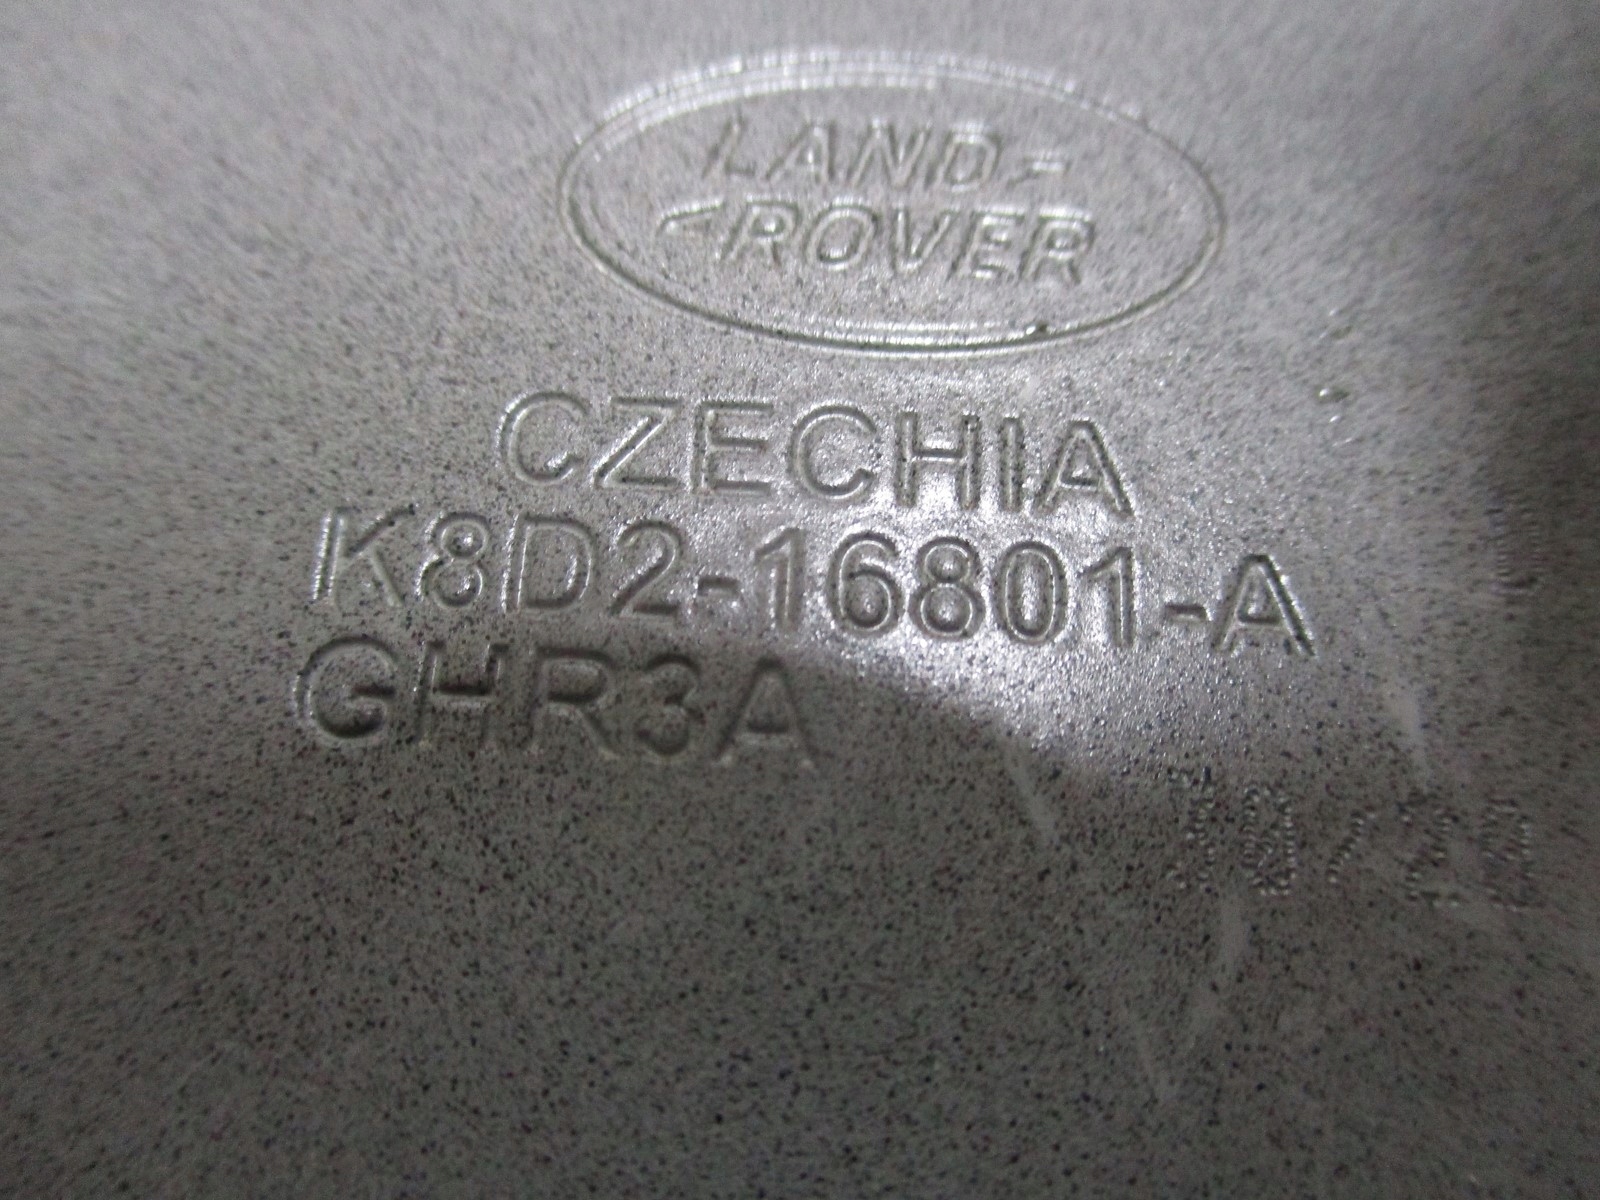 LAND
ROVER
CZECHIA
K8D2-16801-A
GHR3A